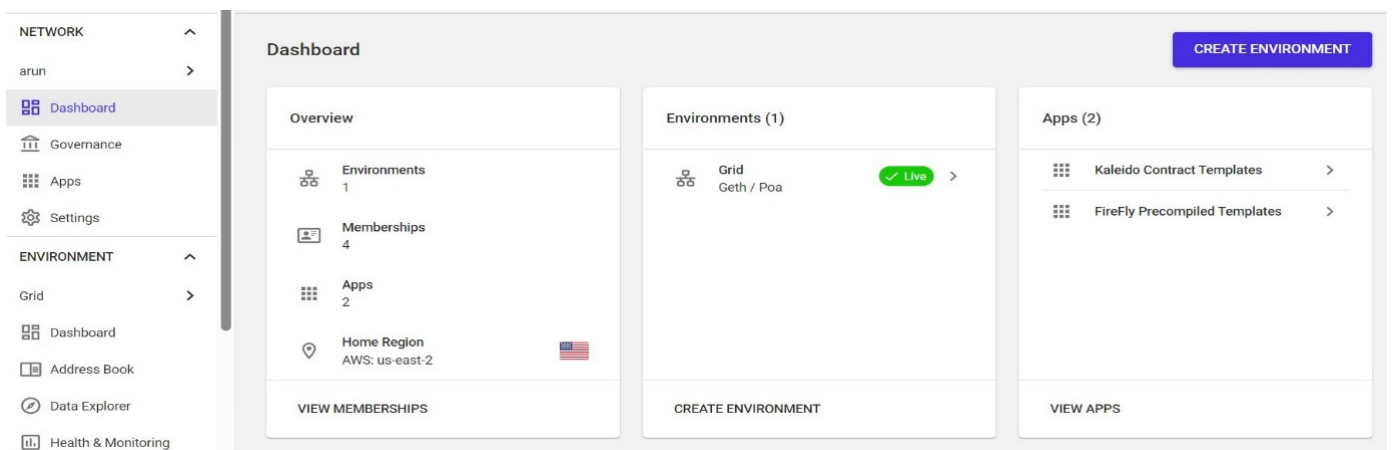 NETWORK
arun
Dashboard
Governance
Apps
Settings
ENVIRONMENT
Grid
Dashboard
Address Book
Data Explorer
Health & Monitoring
Dashboard
CREATE ENVIRONMENT
Overview
Environments
1
Memberships
4
Apps
2
Home Region
AWS: us-east-2
VIEW MEMBERSHIPS
Environments (1)
Grid
Geth / Poa
Live
CREATE ENVIRONMENT
Apps (2)
Kaleido Contract Templates
FireFly Precompiled Templates
VIEW APPS